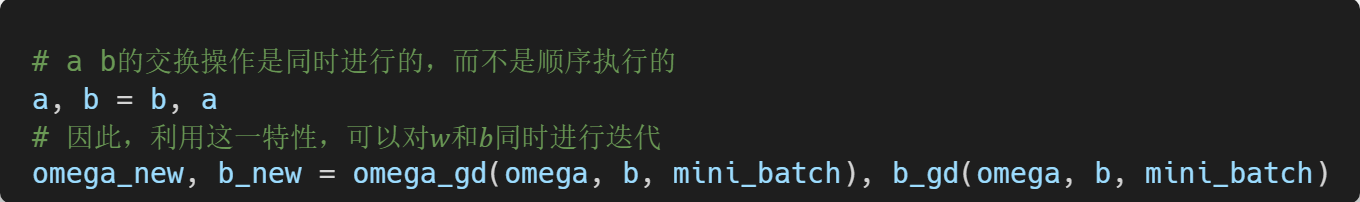 # a b的交换操作是同时进行的，而不是顺序执行的
a, b = b, a
# 因此，利用这一特性，可以对w和b同时进行迭代
omega_new, b_new = omega_gd(omega, b, mini_batch), b_gd(omega, b, mini_batch)